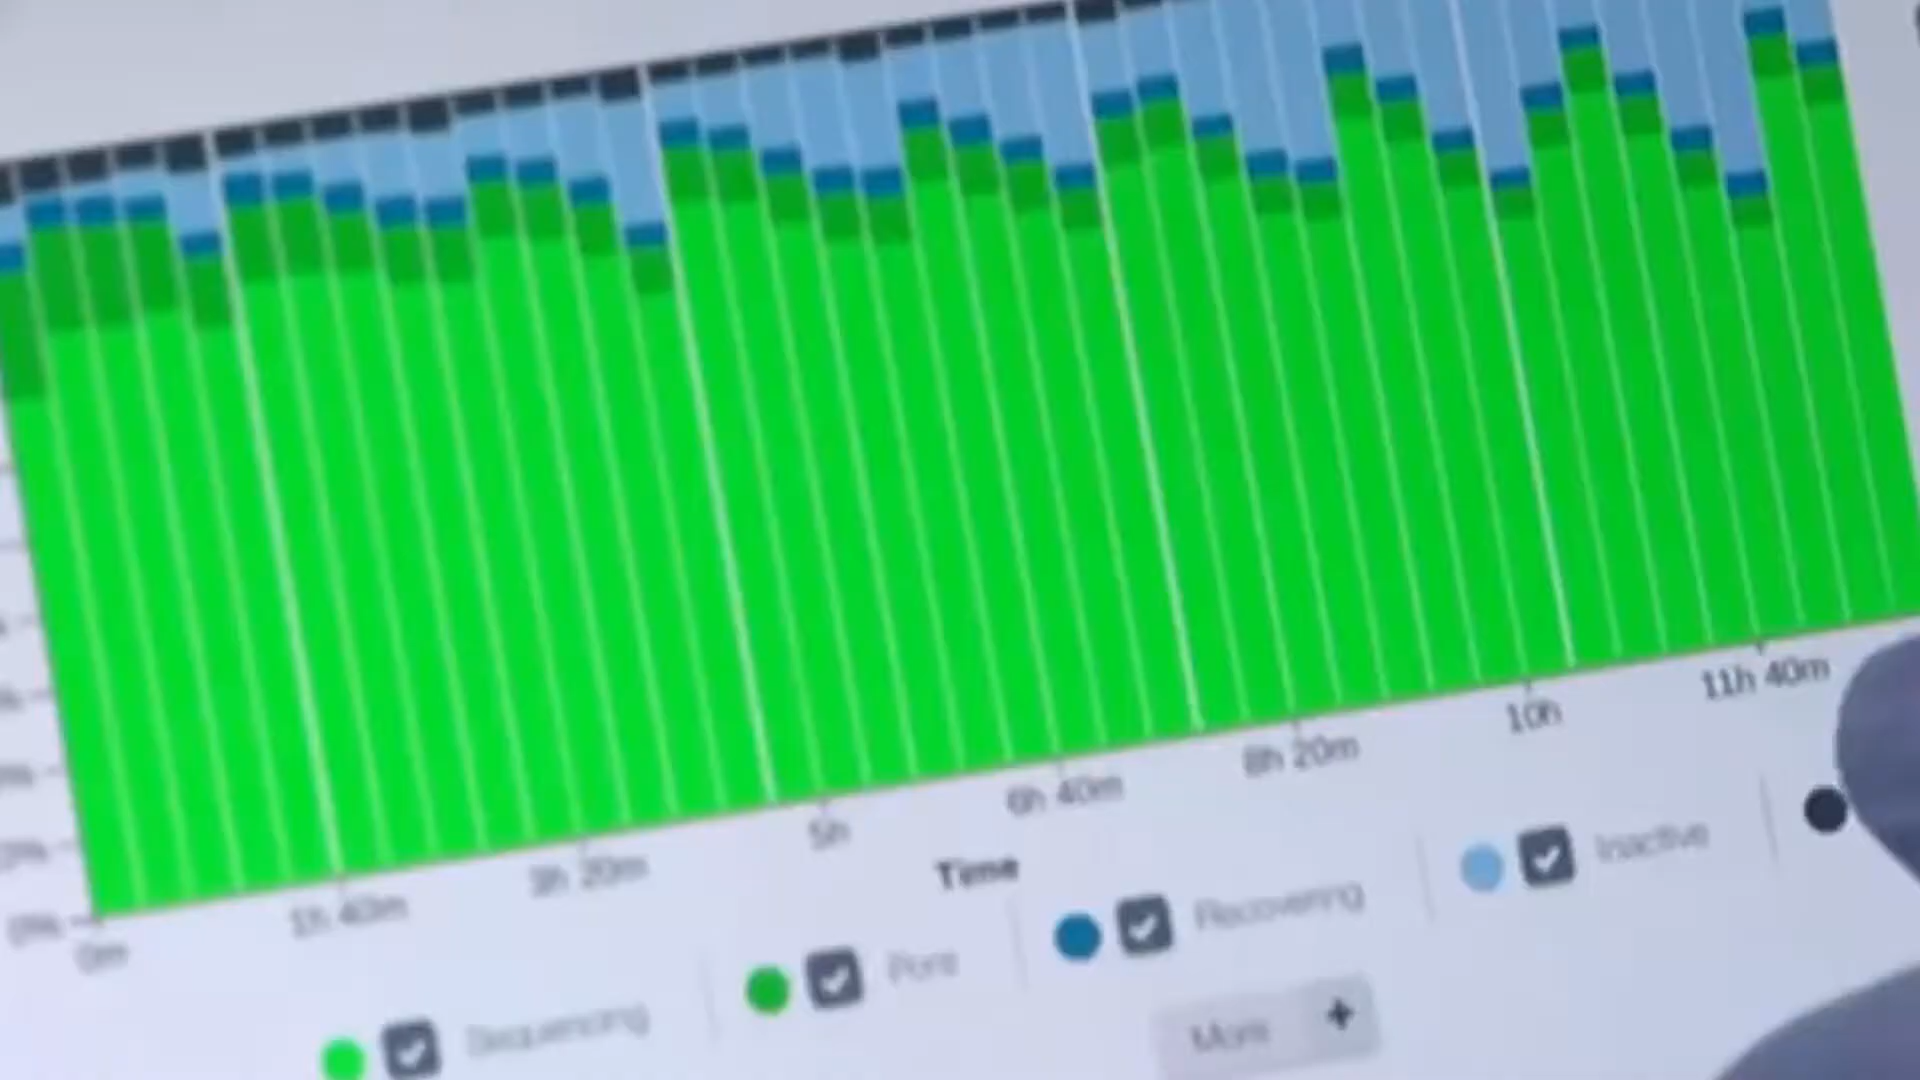 0%
0m
1h 40m
3h 20m
5h
6h 40m
8h 20m
10h
11h 40m
Time
Sequencing
Pore
Recovering
Inactive
More +